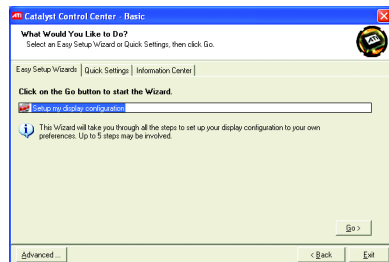 ATI Catalyst Control Center - Basic
What Would You Like to Do?
Select an Easy Setup Wizard or Quick Settings, then click Go.
ATI
Easy Setup Wizards Quick Settings Information Center
Click on the Go button to start the Wizard.
Setup my display configuration
This Wizard will take you through all the steps to set up your display configuration to your own
preferences. Up to 5 steps may be involved.
Go >
Advanced ... < Back Exit